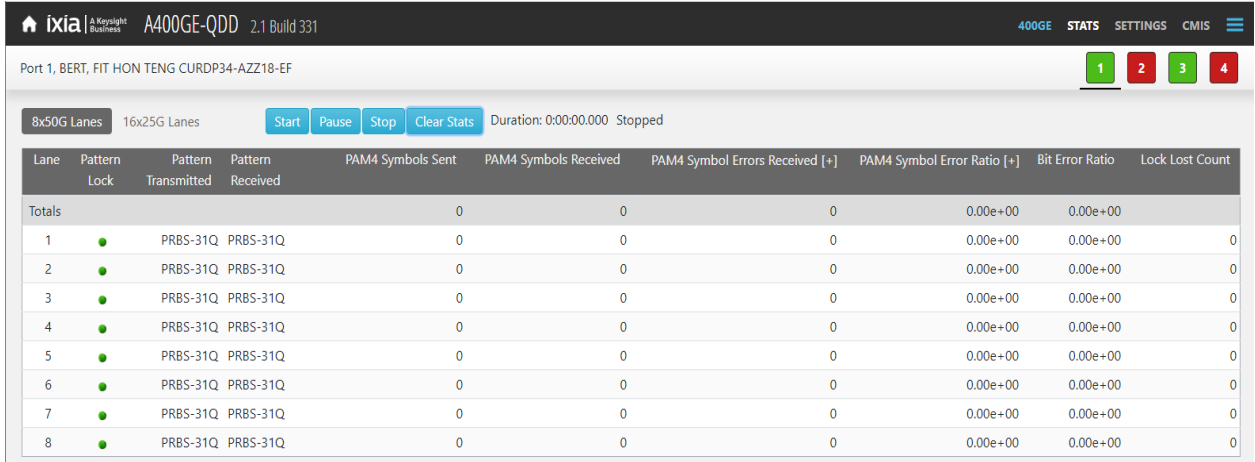 ixia A Keysight Business A400GE-QDD 2.1 Build 331 400GE STATS SETTINGS CMIS
Port 1, BERT, FIT HON TENG CURDP34-AZZ18-EF 1 2 3 4
8x50G Lanes 16x25G Lanes Start Pause Stop Clear Stats Duration: 0:00:00.000 Stopped
Lane Pattern Lock Pattern Transmitted Pattern Received PAM4 Symbols Sent PAM4 Symbols Received PAM4 Symbol Errors Received [+] PAM4 Symbol Error Ratio [+] Bit Error Ratio Lock Lost Count
Totals 0 0 0 0.00e+00 0.00e+00
1 PRBS-31Q PRBS-31Q 0 0 0 0.00e+00 0.00e+00 0
2 PRBS-31Q PRBS-31Q 0 0 0 0.00e+00 0.00e+00 0
3 PRBS-31Q PRBS-31Q 0 0 0 0.00e+00 0.00e+00 0
4 PRBS-31Q PRBS-31Q 0 0 0 0.00e+00 0.00e+00 0
5 PRBS-31Q PRBS-31Q 0 0 0 0.00e+00 0.00e+00 0
6 PRBS-31Q PRBS-31Q 0 0 0 0.00e+00 0.00e+00 0
7 PRBS-31Q PRBS-31Q 0 0 0 0.00e+00 0.00e+00 0
8 PRBS-31Q PRBS-31Q 0 0 0 0.00e+00 0.00e+00 0